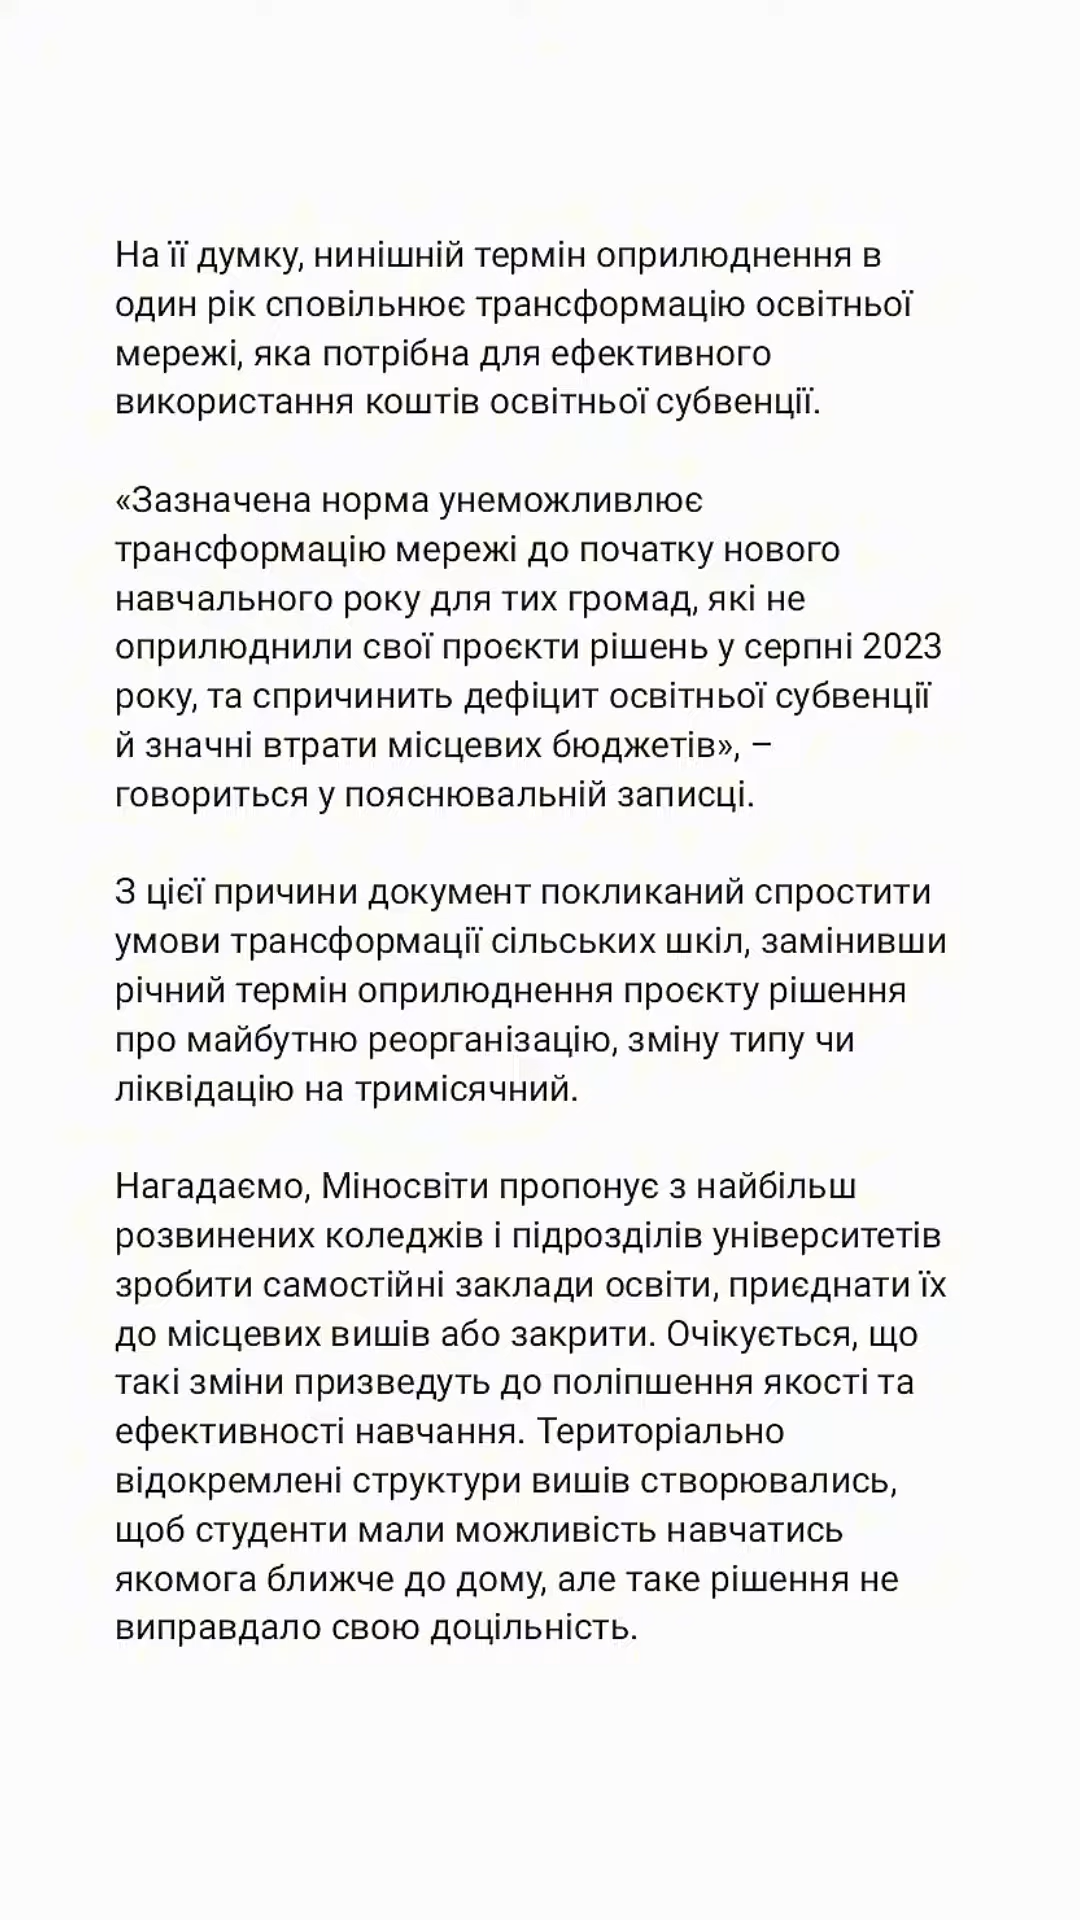 На її думку, нинішній термін оприлюднення в
один рік сповільнює трансформацію освітньої
мережі, яка потрібна для ефективного
використання коштів освітньої субвенції.
«Зазначена норма унеможливлює
трансформацію мережі до початку нового
навчального року для тих громад, які не
оприлюднили свої проєкти рішень у серпні 2023
року, та спричинить дефіцит освітньої субвенції
й значні втрати місцевих бюджетів», –
говориться у пояснювальній записці.
З цієї причини документ покликаний спростити
умови трансформації сільських шкіл, замінивши
річний термін оприлюднення проєкту рішення
про майбутню реорганізацію, зміну типу чи
ліквідацію на тримісячний.
Нагадаємо, Міносвіти пропонує з найбільш
розвинених коледжів і підрозділів університетів
зробити самостійні заклади освіти, приєднати їх
до місцевих вишів або закрити. Очікується, що
такі зміни призведуть до поліпшення якості та
ефективності навчання. Територіально
відокремлені структури вишів створювались,
щоб студенти мали можливість навчатись
якомога ближче до дому, але таке рішення не
виправдало свою доцільність.